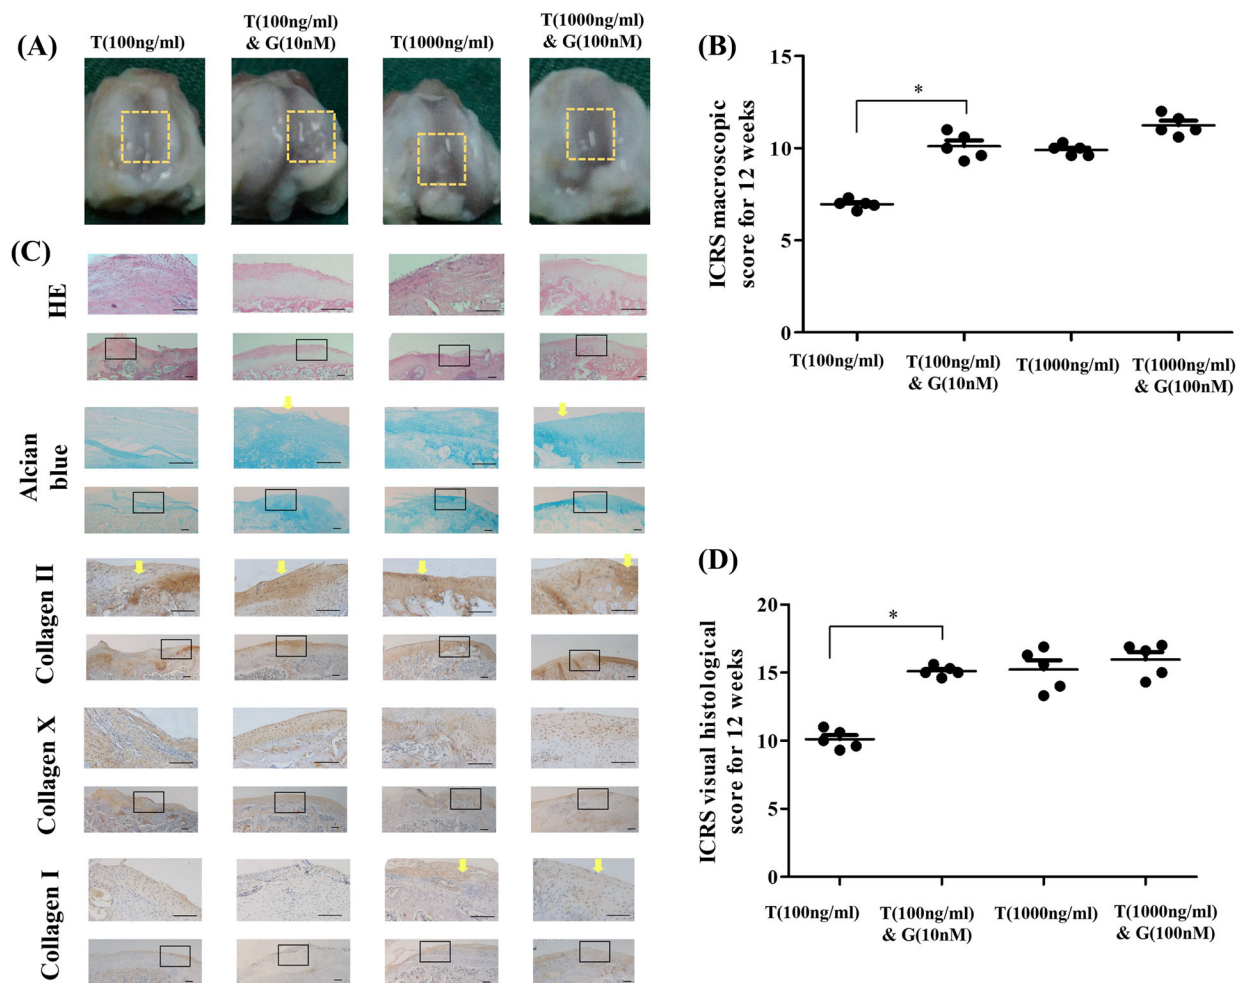 (A)
T(100ng/ml)
T(100ng/ml)
& G(10nM)
T(1000ng/ml)
T(1000ng/ml)
& G(100nM)
(B)
ICRS macroscopic
score for 12 weeks
15
10
5
0
*
T(100ng/ml)
T(100ng/ml)
& G(10nM)
T(1000ng/ml)
T(1000ng/ml)
& G(100nM)
(C)
HE
Alcian
blue
Collagen II
Collagen X
Collagen I
(D)
ICRS visual histological
score for 12 weeks
20
15
10
5
0
*
T(100ng/ml)
T(100ng/ml)
& G(10nM)
T(1000ng/ml)
T(1000ng/ml)
& G(100nM)